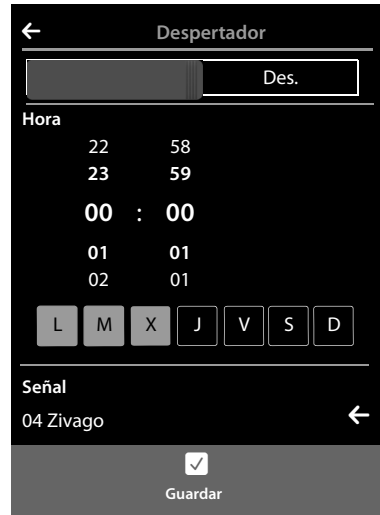 Despertador
Des.
Hora
22 58
23 59
00 : 00
01 01
02 01
L M X J V S D
Señal
04 Zivago
Guardar